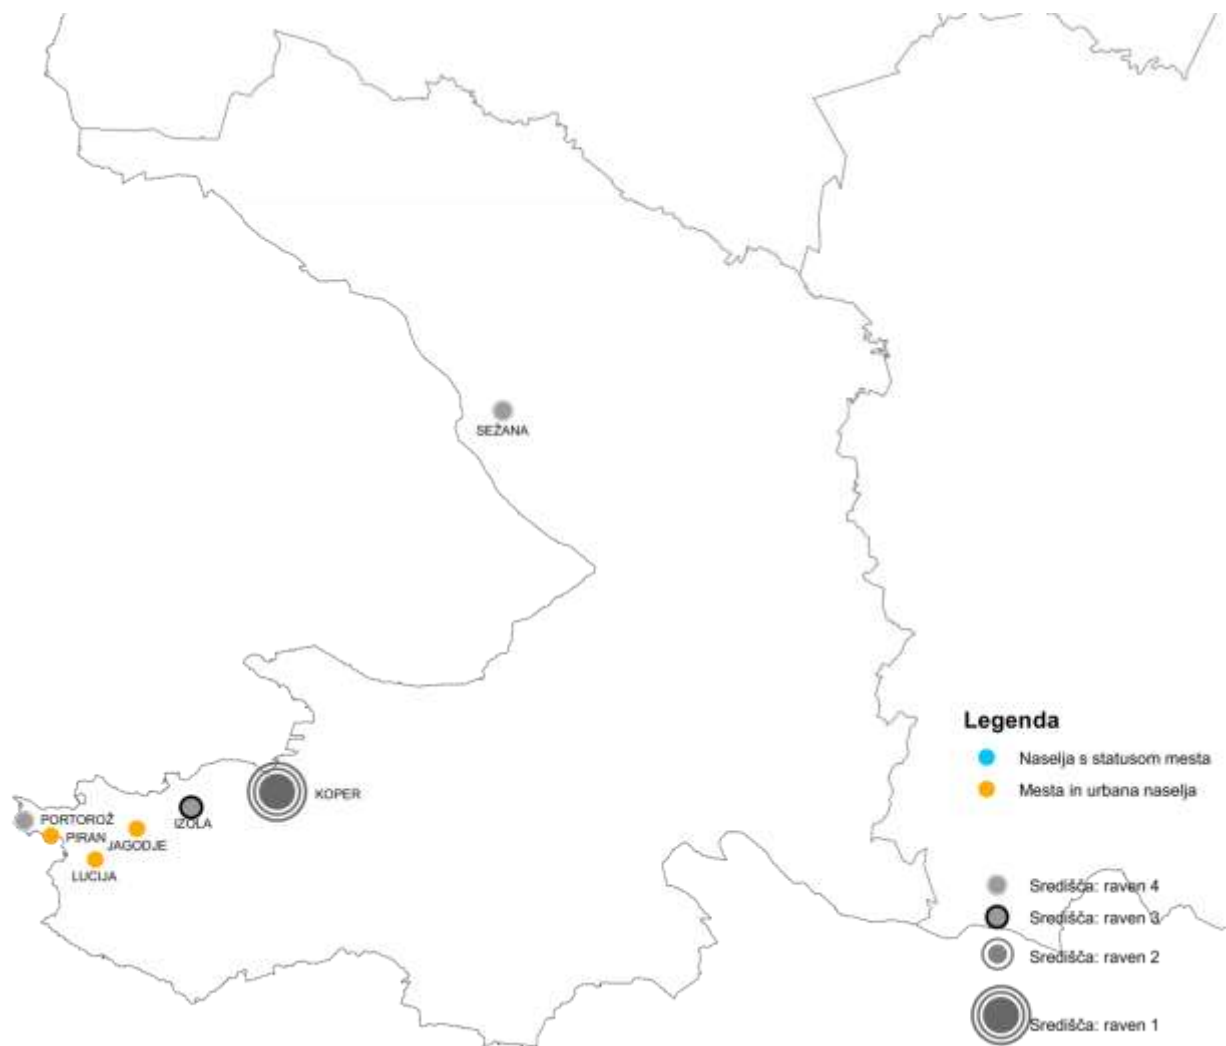 SEŽANA
Legenda
Naselja s statusom mesta
Mesta in urbana naselja
KOPER
IZOLA
PORTOROŽ
PIRAN
JAGODJE
LUCIJA
Središča: raven 4
Središča: raven 3
Središča: raven 2
Središča: raven 1